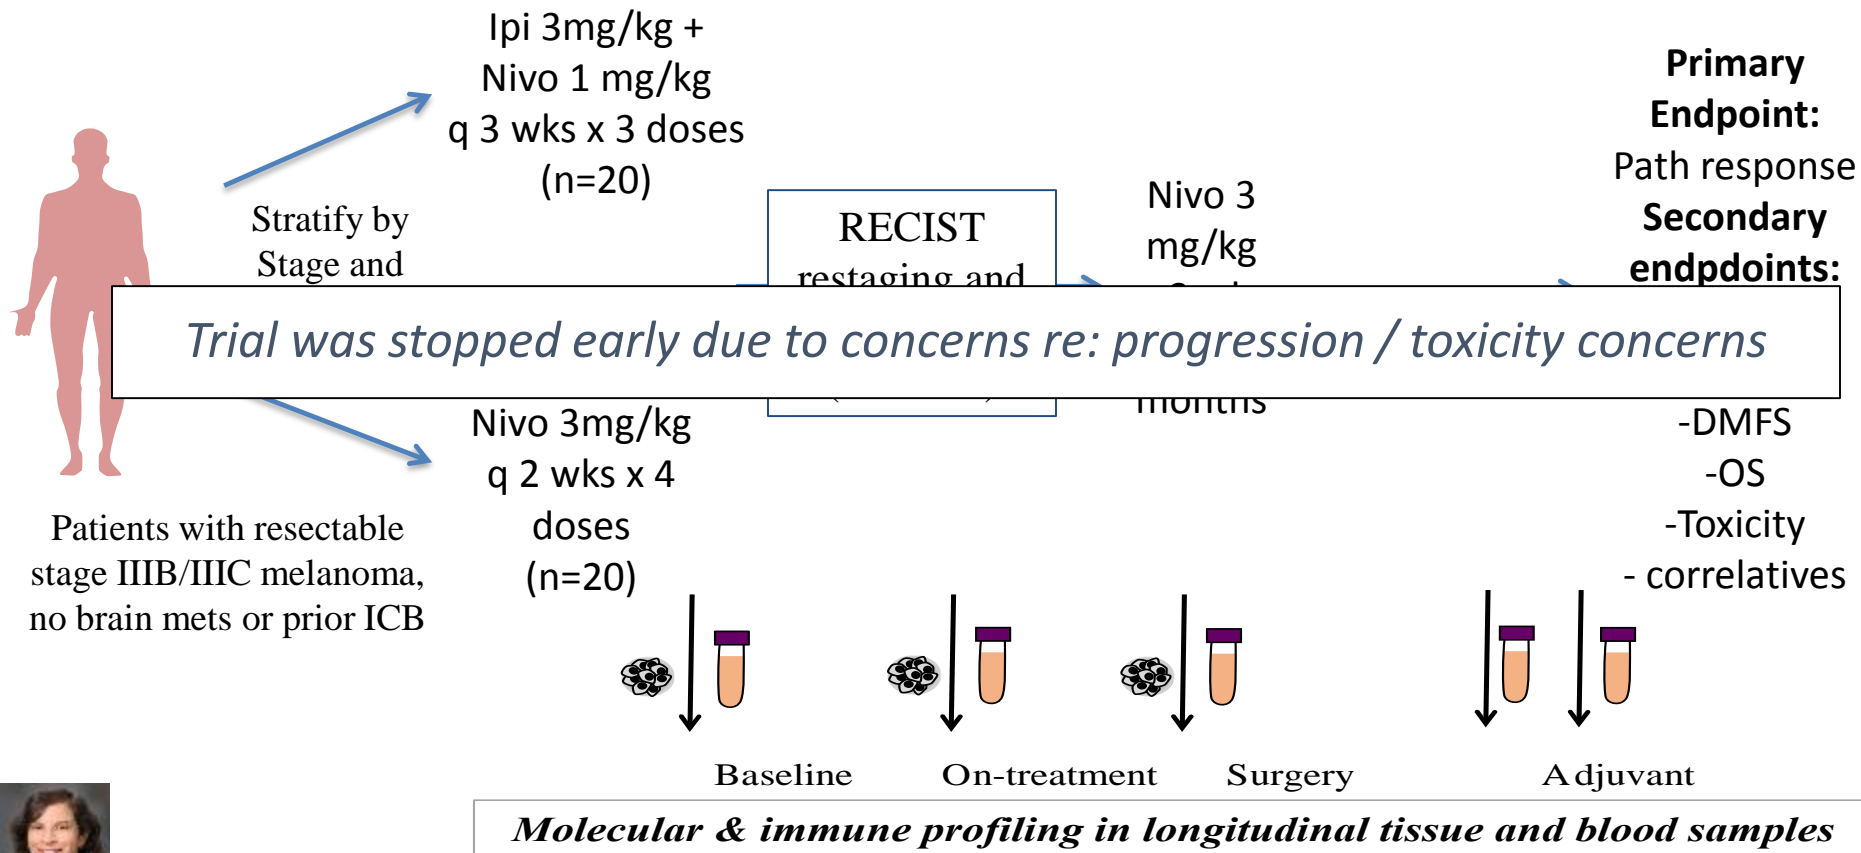 Ipi 3mg/kg +
Nivo 1 mg/kg
q 3 wks x 3 doses
(n=20)
Stratify by
Stage and
RECIST
restaging and
Nivo 3
mg/kg
Primary
Endpoint:
Path response
Secondary
endpdoints:
Trial was stopped early due to concerns re: progression / toxicity concerns
months
Nivo 3mg/kg
q 2 wks x 4
doses
(n=20)
-DMFS
-OS
-Toxicity
- correlatives
Patients with resectable
stage IIIB/IIIC melanoma,
no brain mets or prior ICB
Baseline
On-treatment
Surgery
Adjuvant
Molecular & immune profiling in longitudinal tissue and blood samples